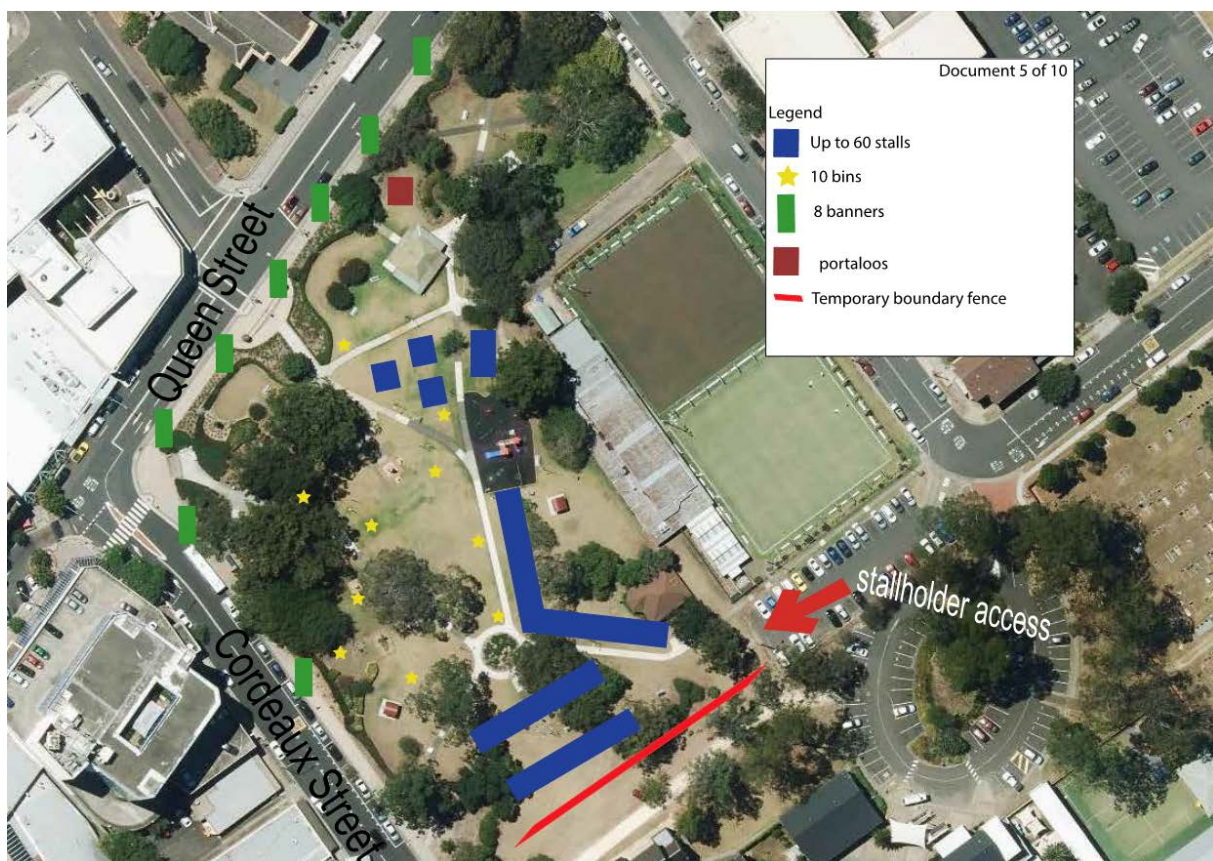 Document 5 of 10
Legend
Up to 60 stalls
10 bins
8 banners
portaloos
Temporary boundary fence
Queen Street
stallholder access
Cordeaux Street